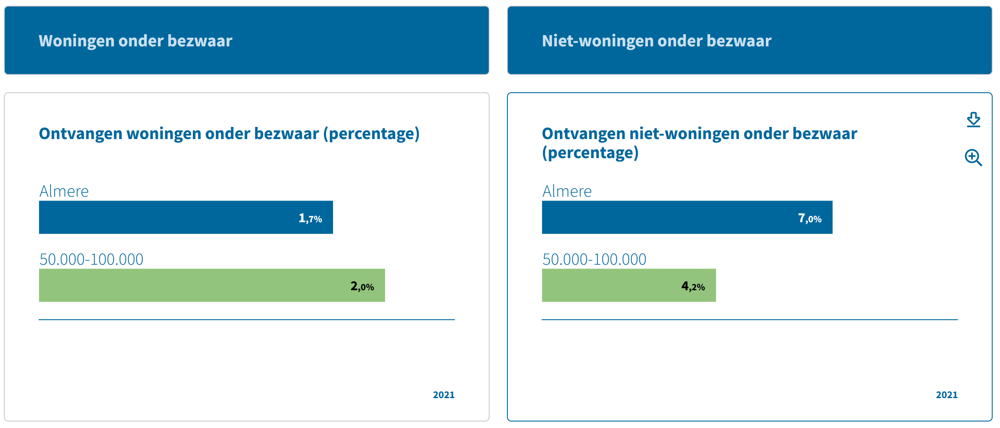 Woningen onder bezwaar
Niet-woningen onder bezwaar
Ontvangen woningen onder bezwaar (percentage)
Almere
1,7%
50.000-100.000
2,0%
2021
Ontvangen niet-woningen onder bezwaar
(percentage)
Almere
7,0%
50.000-100.000
4,2%
2021